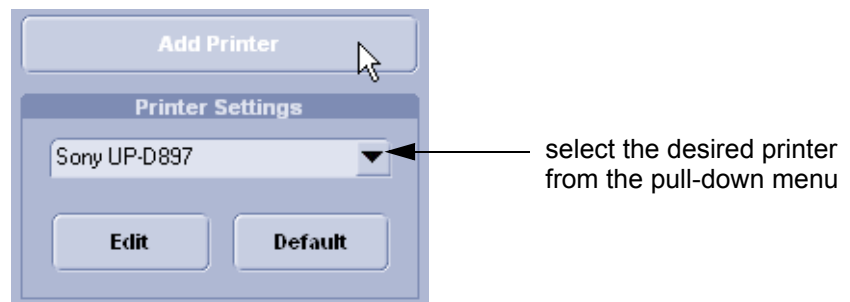 Add Printer
Printer Settings
Sony UP-D897
select the desired printer
from the pull-down menu
Edit
Default